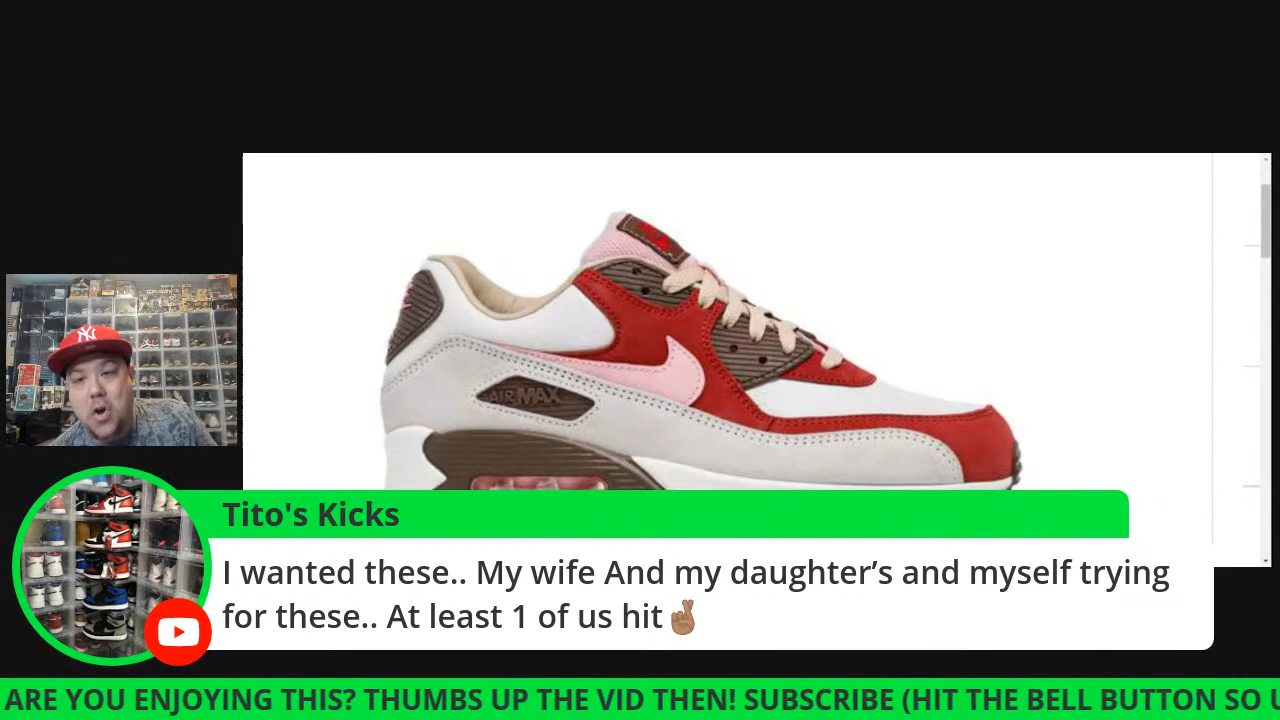 NY
AIR MAX
Tito's Kicks
I wanted these.. My wife And my daughter’s and myself trying
for these.. At least 1 of us hit🤞🏽
ARE YOU ENJOYING THIS? THUMBS UP THE VID THEN! SUBSCRIBE (HIT THE BELL BUTTON SO U